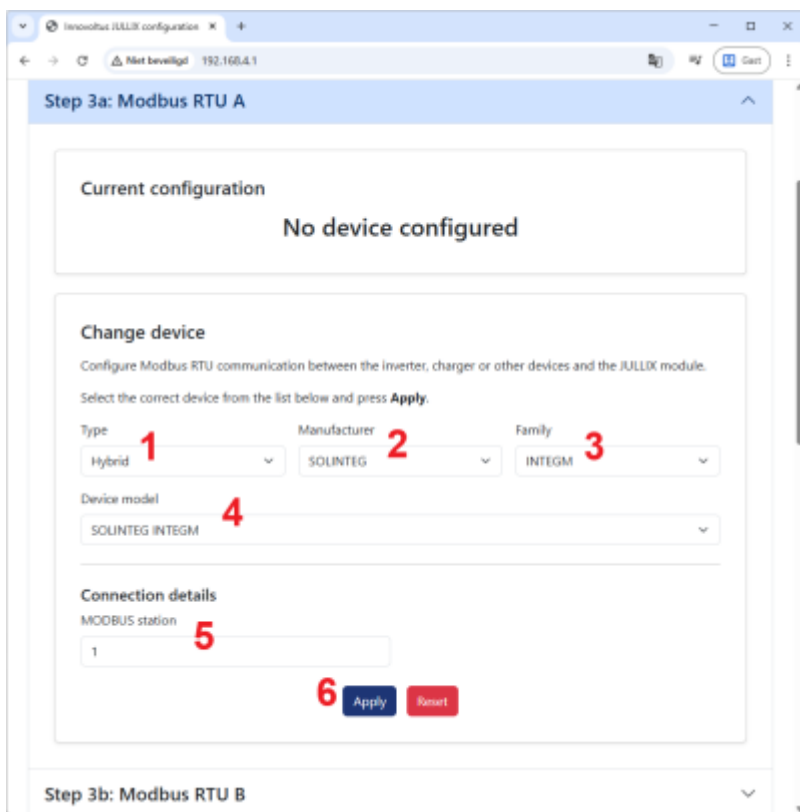 Innovoltus JULLIX configuration
Niet beveiligd 192.168.4.1 Gast
Step 3a: Modbus RTU A
Current configuration
No device configured
Change device
Configure Modbus RTU communication between the inverter, charger or other devices and the JULLIX module.
Select the correct device from the list below and press Apply.
Type Manufacturer Family
1 2 3
Hybrid SOLINTEG INTEGM
Device model
4
SOLINTEG INTEGM
Connection details
MODBUS station
5
1
6 Apply Reset
Step 3b: Modbus RTU B